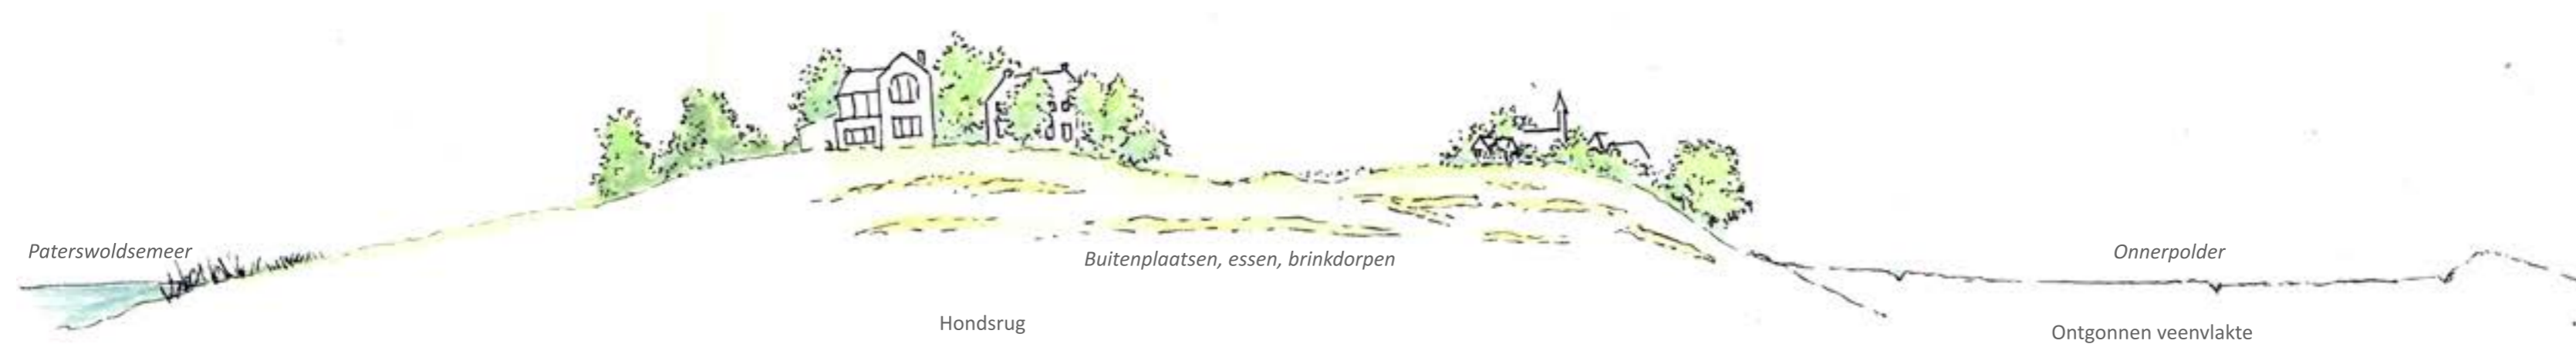 Paterswoldsemeer
Buitenplaatsen, essen, brinkdorpen
Onnerpolder
Hondsrug
Ontgonnen veenvlakte